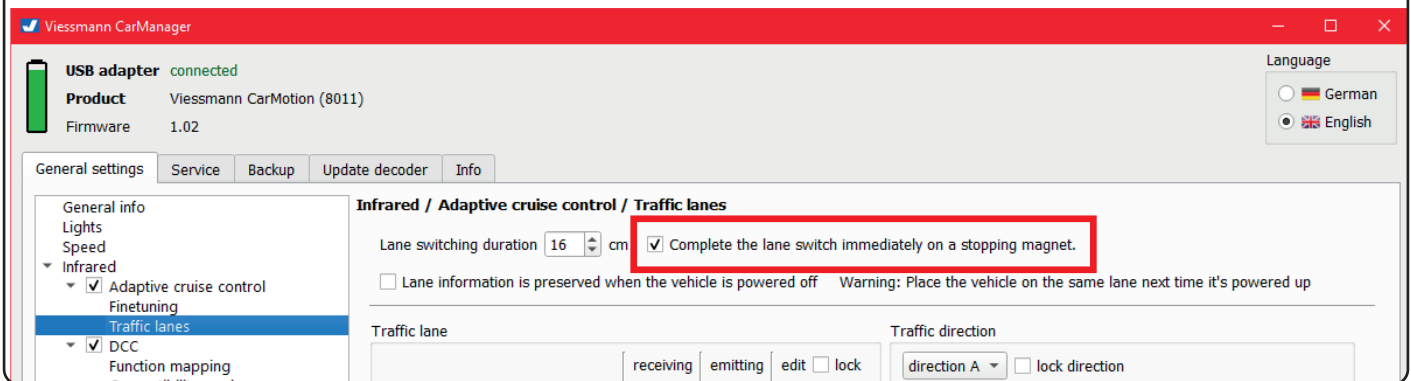 Viessmann CarManager
USB adapter connected
Product Viessmann CarMotion (8011)
Firmware 1.02
Language
German
English
General settings Service Backup Update decoder Info
General info
Lights
Speed
Infrared
Adaptive cruise control
Finetuning
Traffic lanes
DCC
Function mapping
Infrared / Adaptive cruise control / Traffic lanes
Lane switching duration 16 cm Complete the lane switch immediately on a stopping magnet.
Lane information is preserved when the vehicle is powered off Warning: Place the vehicle on the same lane next time it's powered up
Traffic lane
receiving emitting edit lock
Traffic direction
direction A lock direction